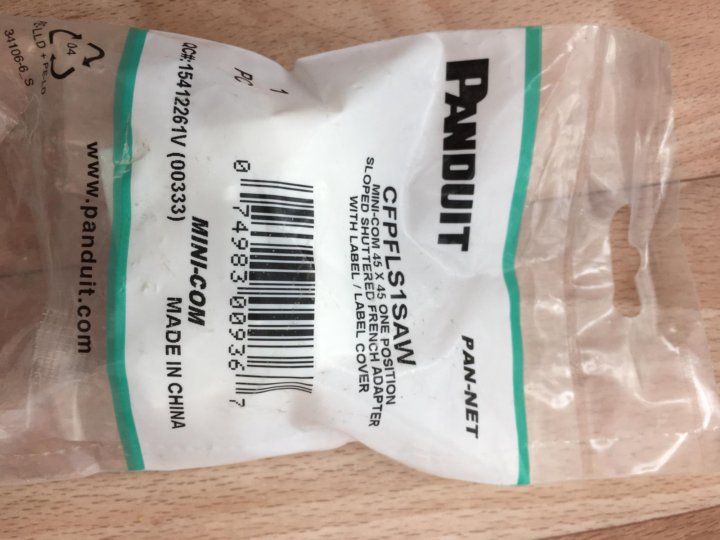 PANDUIT
PAN-NET
CFPFLS1SAW
MINI-COM 45 X 45 ONE POSITION
SLOPED SHUTTERED FRENCH ADAPTER
WITH LABEL / LABEL COVER
0 74983 00936 7
1
PC
MINI-COM
QC#:15412261V (00333)
MADE IN CHINA
www.panduit.com
04
34106-6_S